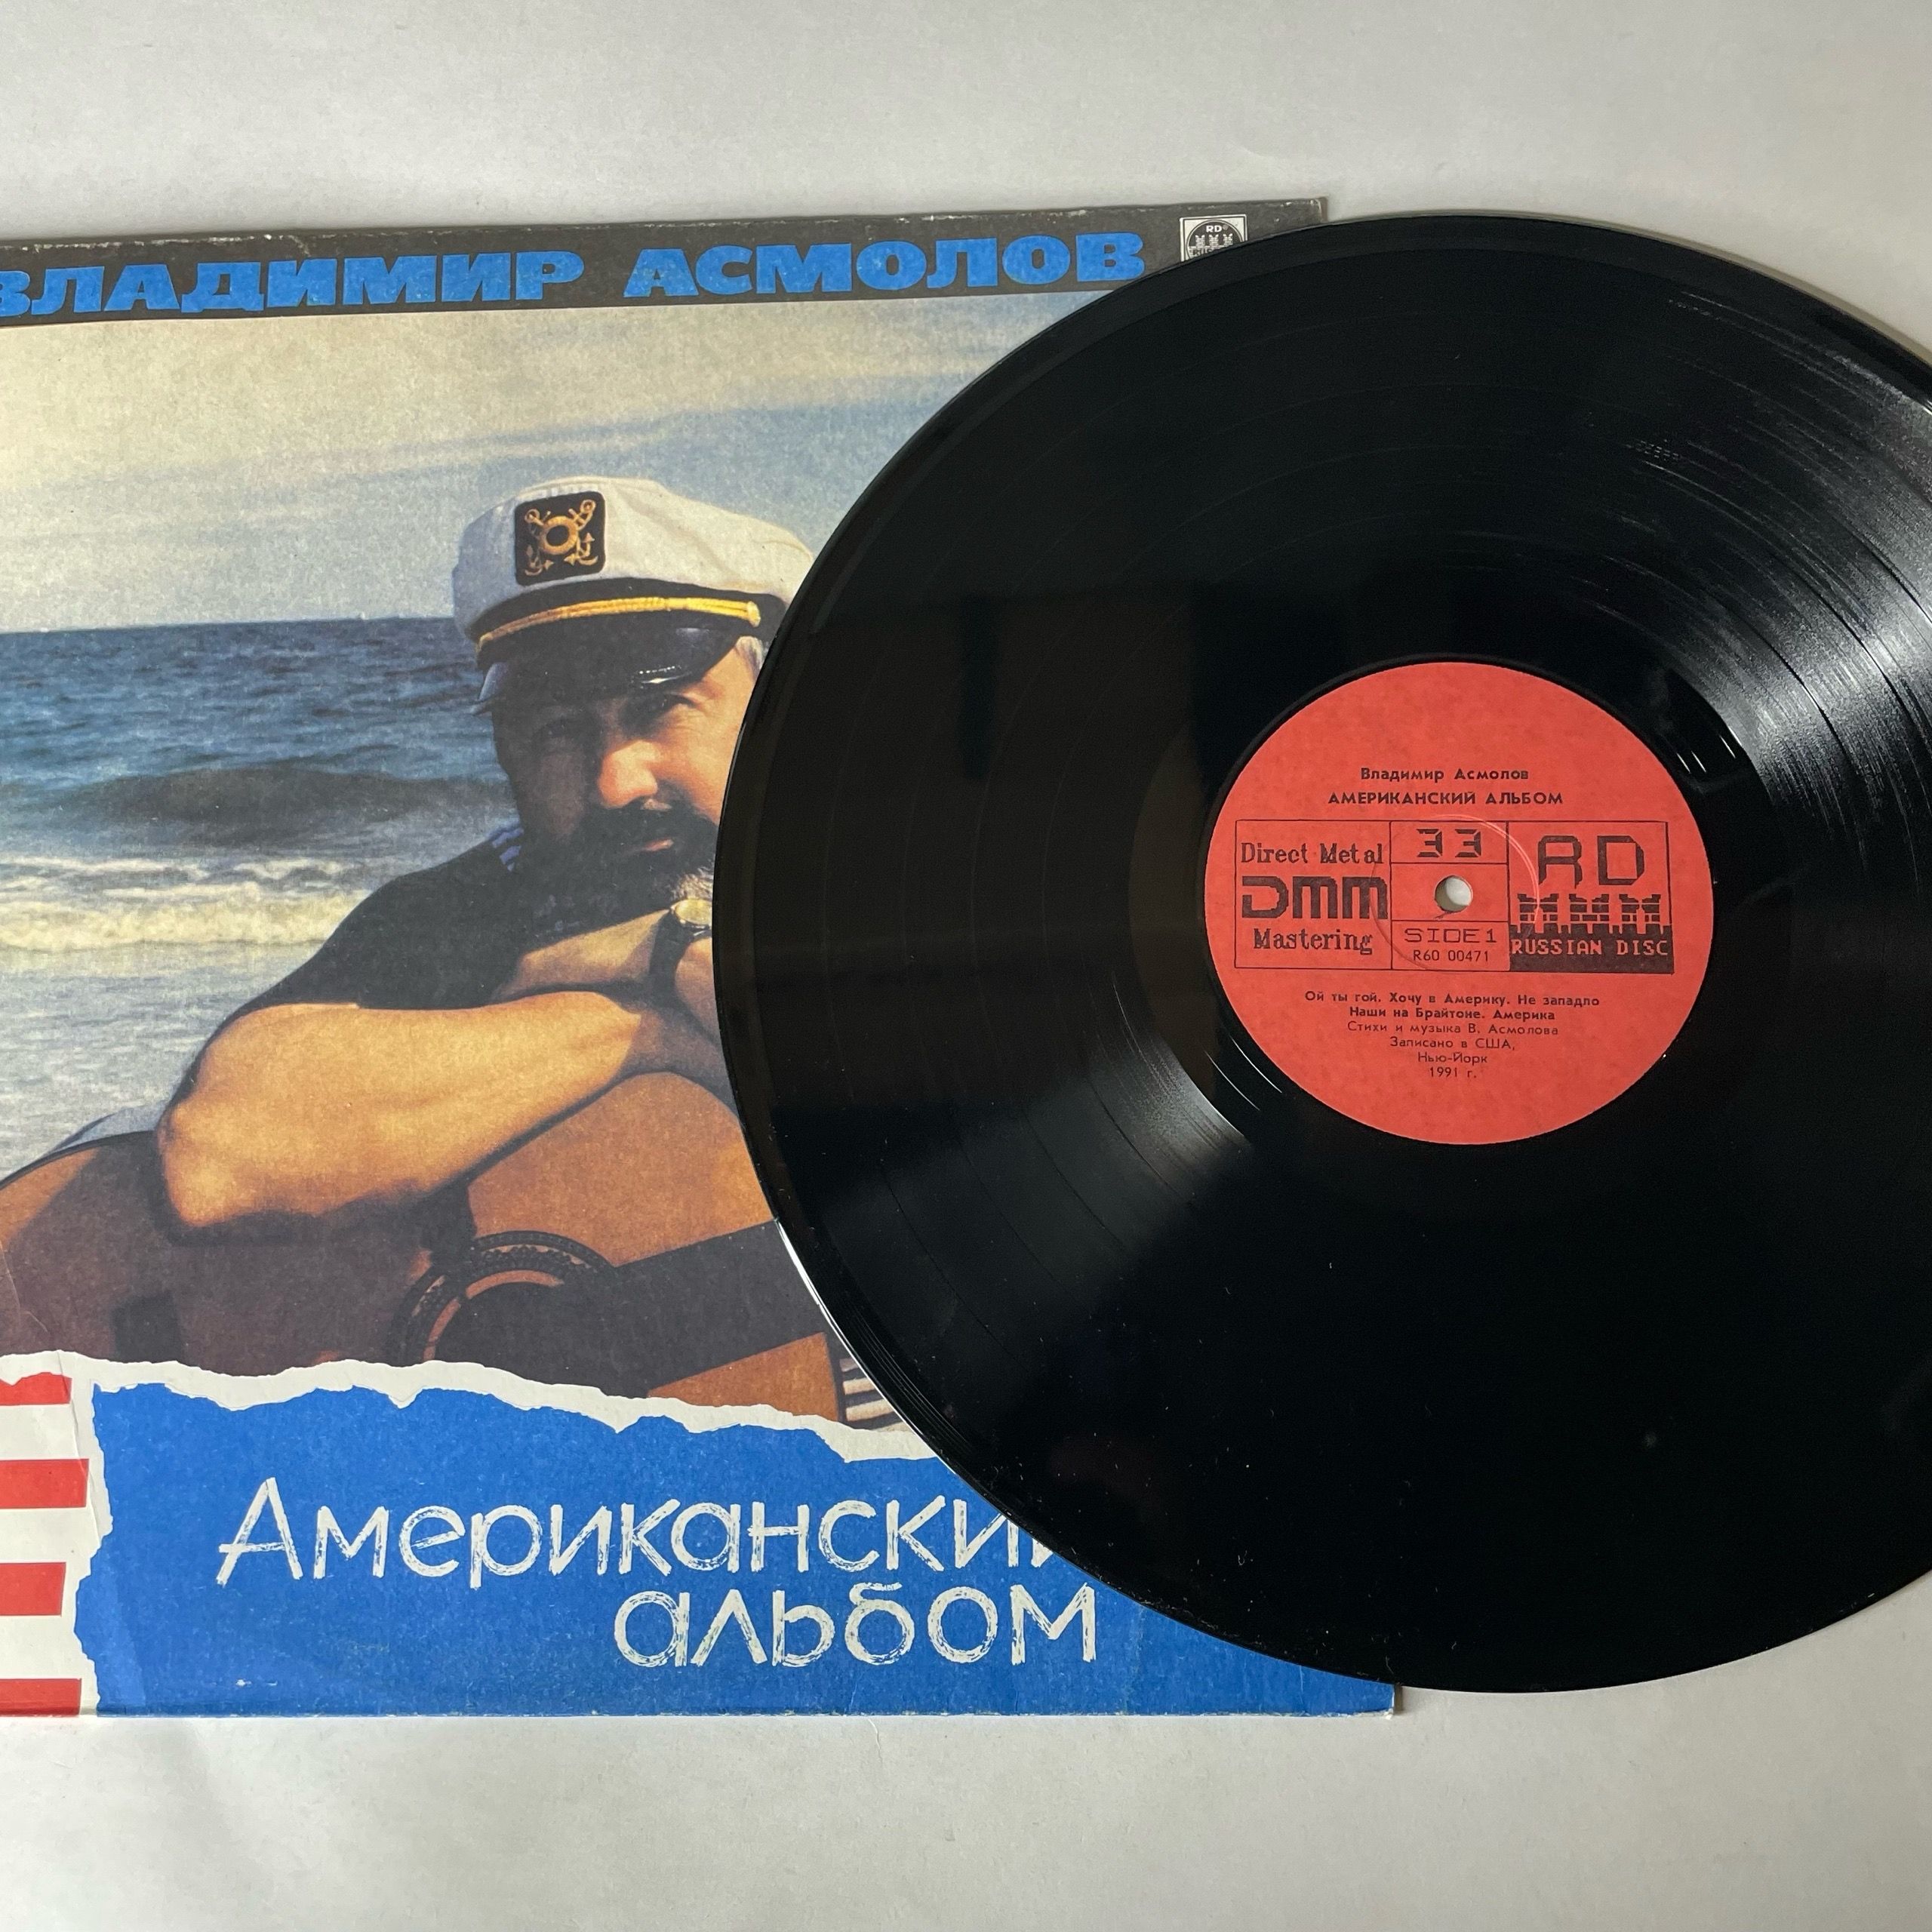 ВЛАДИМИР АСМОЛОВ
RD
Владимир Асмолов
АМЕРИКАНСКИЙ АЛЬБОМ
Direct Metal
DMM
Mastering
33
SIDE 1
R60 00471
RD
RUSSIAN DISC
Ой ты гой. Хочу в Америку. Не западло
Наши на Брайтоне. Америка
Стихи и музыка В. Асмолова
Записано в США,
Нью-Йорк
1991 г.
Американский
альбом